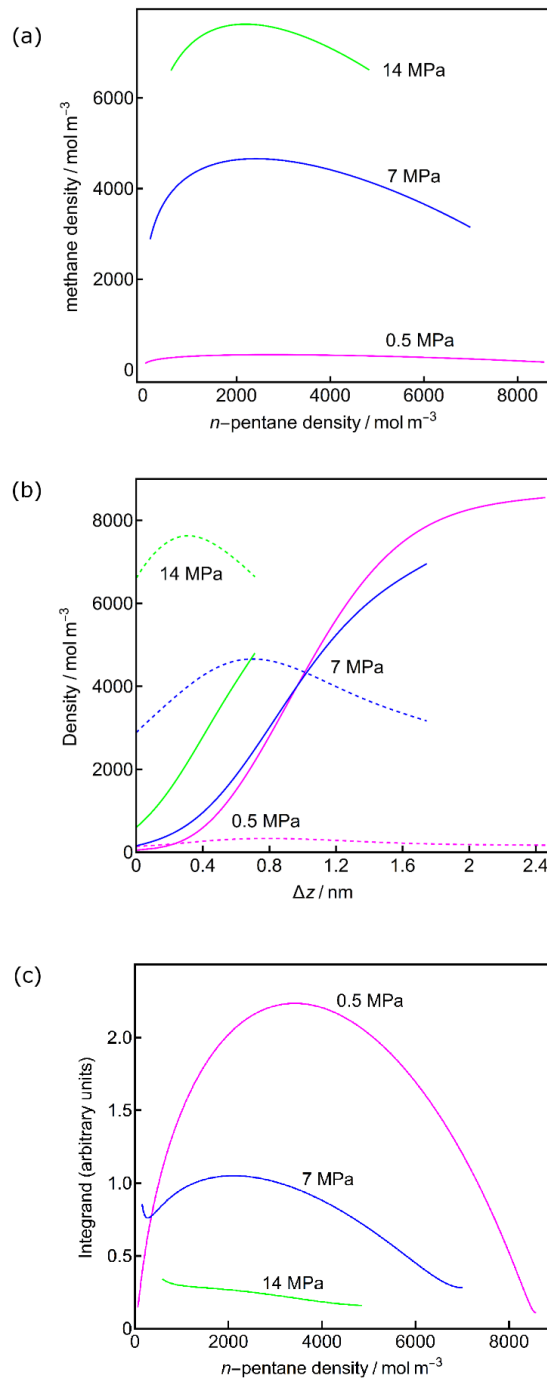 (a)
methane density / mol m⁻³
6000
4000
2000
0
14 MPa
7 MPa
0.5 MPa
0 2000 4000 6000 8000
n–pentane density / mol m⁻³
(b)
Density / mol m⁻³
8000
6000
4000
2000
0
14 MPa
7 MPa
0.5 MPa
0 0.4 0.8 1.2 1.6 2 2.4
Δz / nm
(c)
Integrand (arbitrary units)
2.0
1.5
1.0
0.5
0
0.5 MPa
7 MPa
14 MPa
0 2000 4000 6000 8000
n–pentane density / mol m⁻³